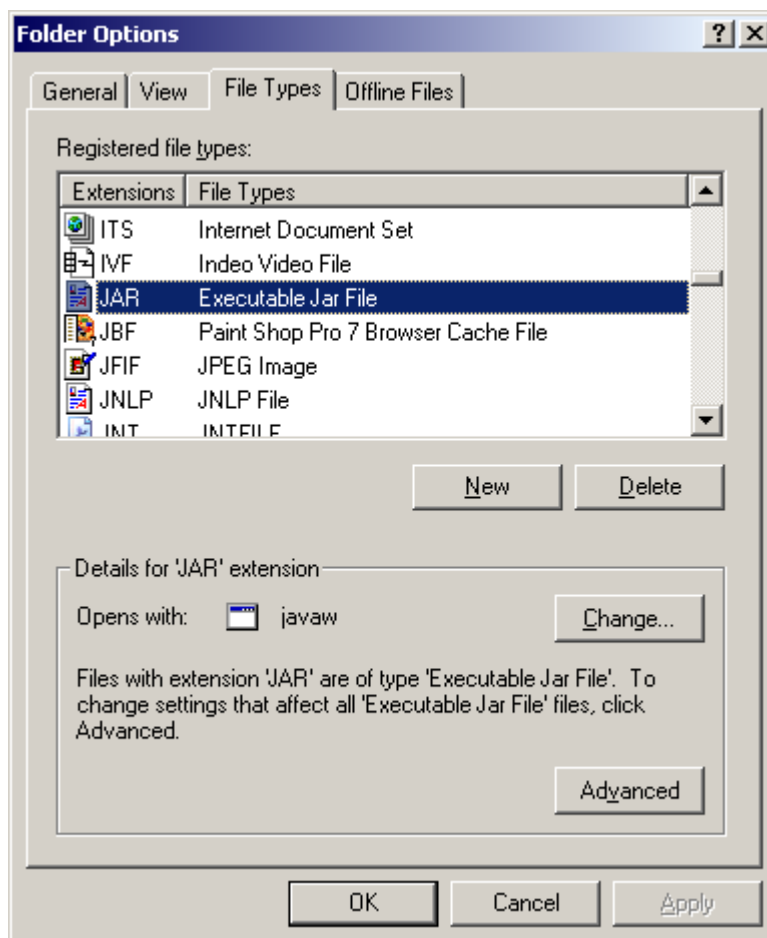 Folder Options
General View File Types Offline Files
Registered file types:
Extensions File Types
ITS Internet Document Set
IVF Indeo Video File
JAR Executable Jar File
JBF Paint Shop Pro 7 Browser Cache File
JFIF JPEG Image
JNLP JNLP File
JNT JNTFILE
New Delete
Details for 'JAR' extension
Opens with: javaw Change...
Files with extension 'JAR' are of type 'Executable Jar File'. To
change settings that affect all 'Executable Jar File' files, click
Advanced.
Advanced
OK Cancel Apply